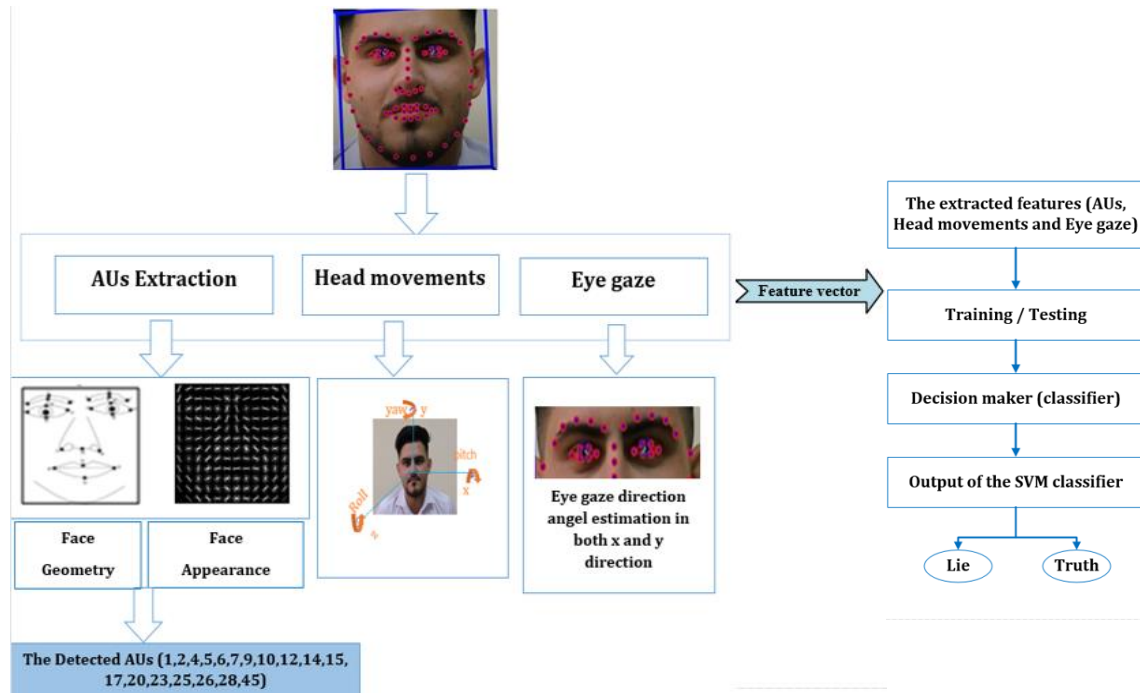 AUs Extraction
Head movements
Eye gaze
Feature vector
The extracted features (AUs,
Head movements and Eye gaze)
Training / Testing
Decision maker (classifier)
Output of the SVM classifier
Lie
Truth
yaw
y
pitch
x
Roll
z
Eye gaze direction
angel estimation in
both x and y
direction
Face
Geometry
Face
Appearance
The Detected AUs (1,2,4,5,6,7,9,10,12,14,15,
17,20,23,25,26,28,45)